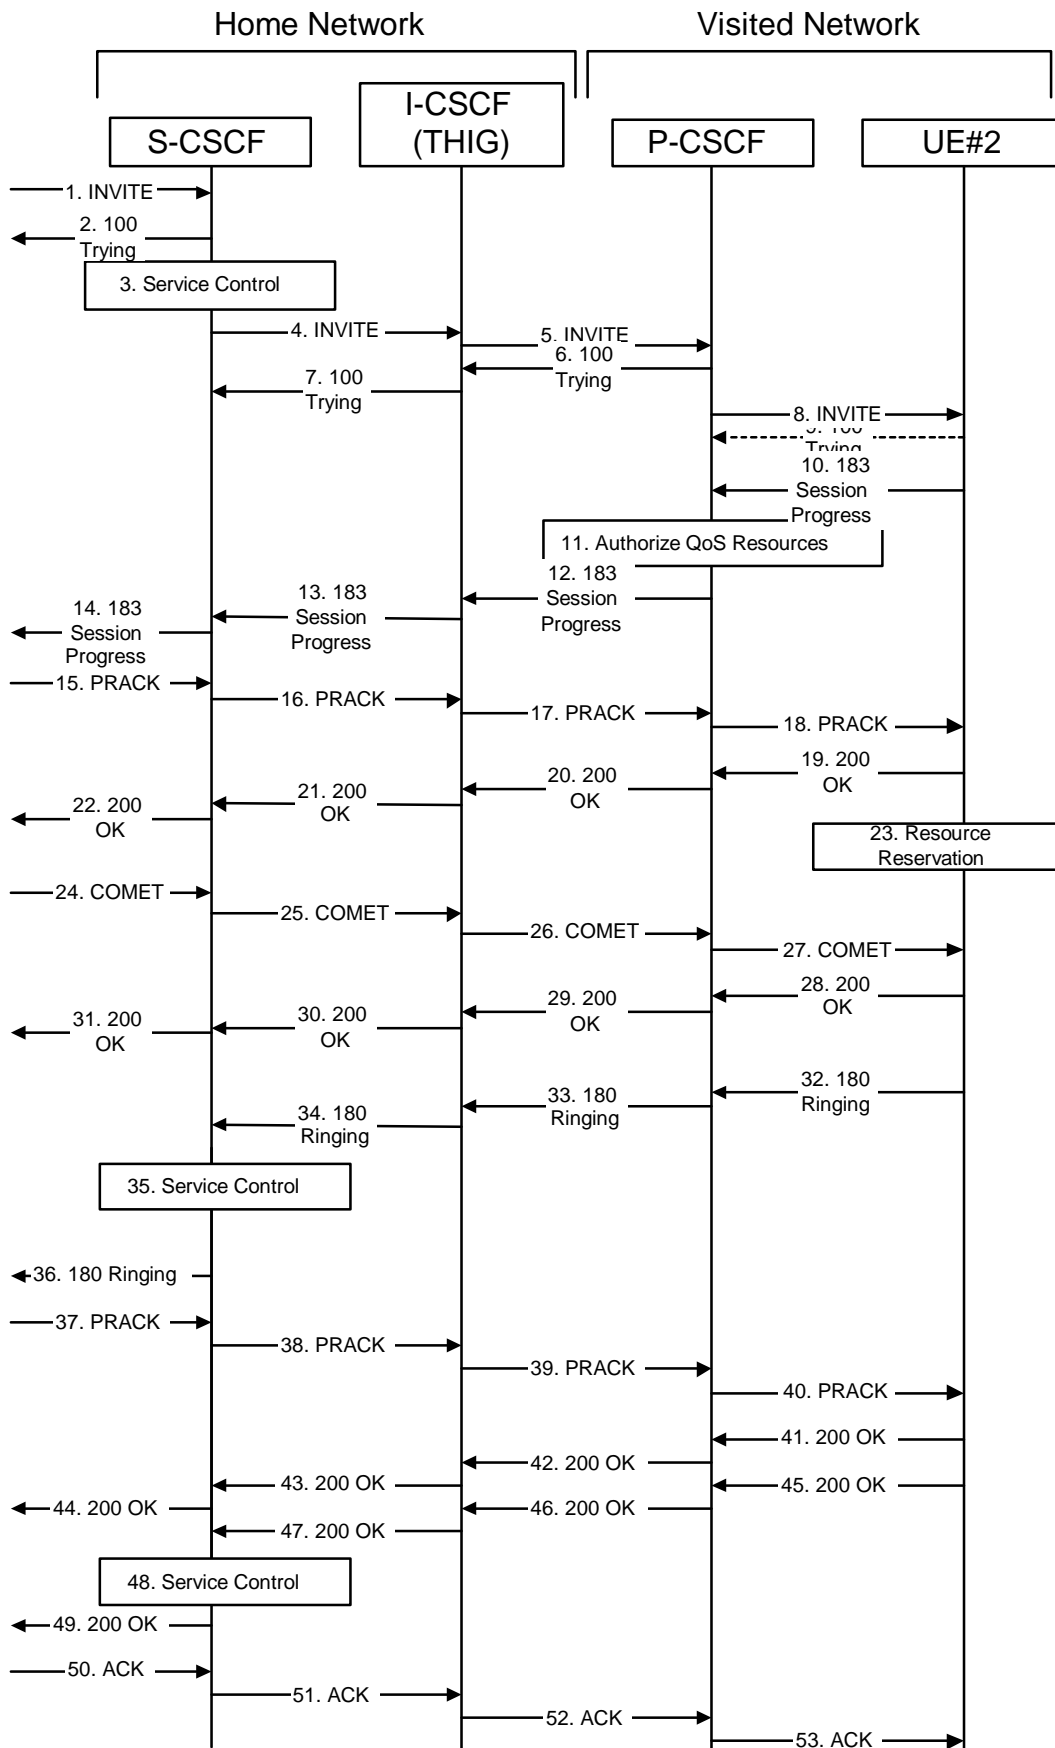 Home Network
Visited Network
S-CSCF
I-CSCF
(THIG)
P-CSCF
UE#2
1. INVITE
2. 100
Trying
3. Service Control
4. INVITE
5. INVITE
6. 100
Trying
7. 100
Trying
8. INVITE
9. 100
Trying
10. 183
Session
Progress
11. Authorize QoS Resources
12. 183
Session
Progress
13. 183
Session
Progress
14. 183
Session
Progress
15. PRACK
16. PRACK
17. PRACK
18. PRACK
19. 200
OK
20. 200
OK
21. 200
OK
22. 200
OK
23. Resource
Reservation
24. COMET
25. COMET
26. COMET
27. COMET
28. 200
OK
29. 200
OK
30. 200
OK
31. 200
OK
32. 180
Ringing
33. 180
Ringing
34. 180
Ringing
35. Service Control
36. 180 Ringing
37. PRACK
38. PRACK
39. PRACK
40. PRACK
41. 200 OK
42. 200 OK
43. 200 OK
44. 200 OK
45. 200 OK
46. 200 OK
47. 200 OK
48. Service Control
49. 200 OK
50. ACK
51. ACK
52. ACK
53. ACK